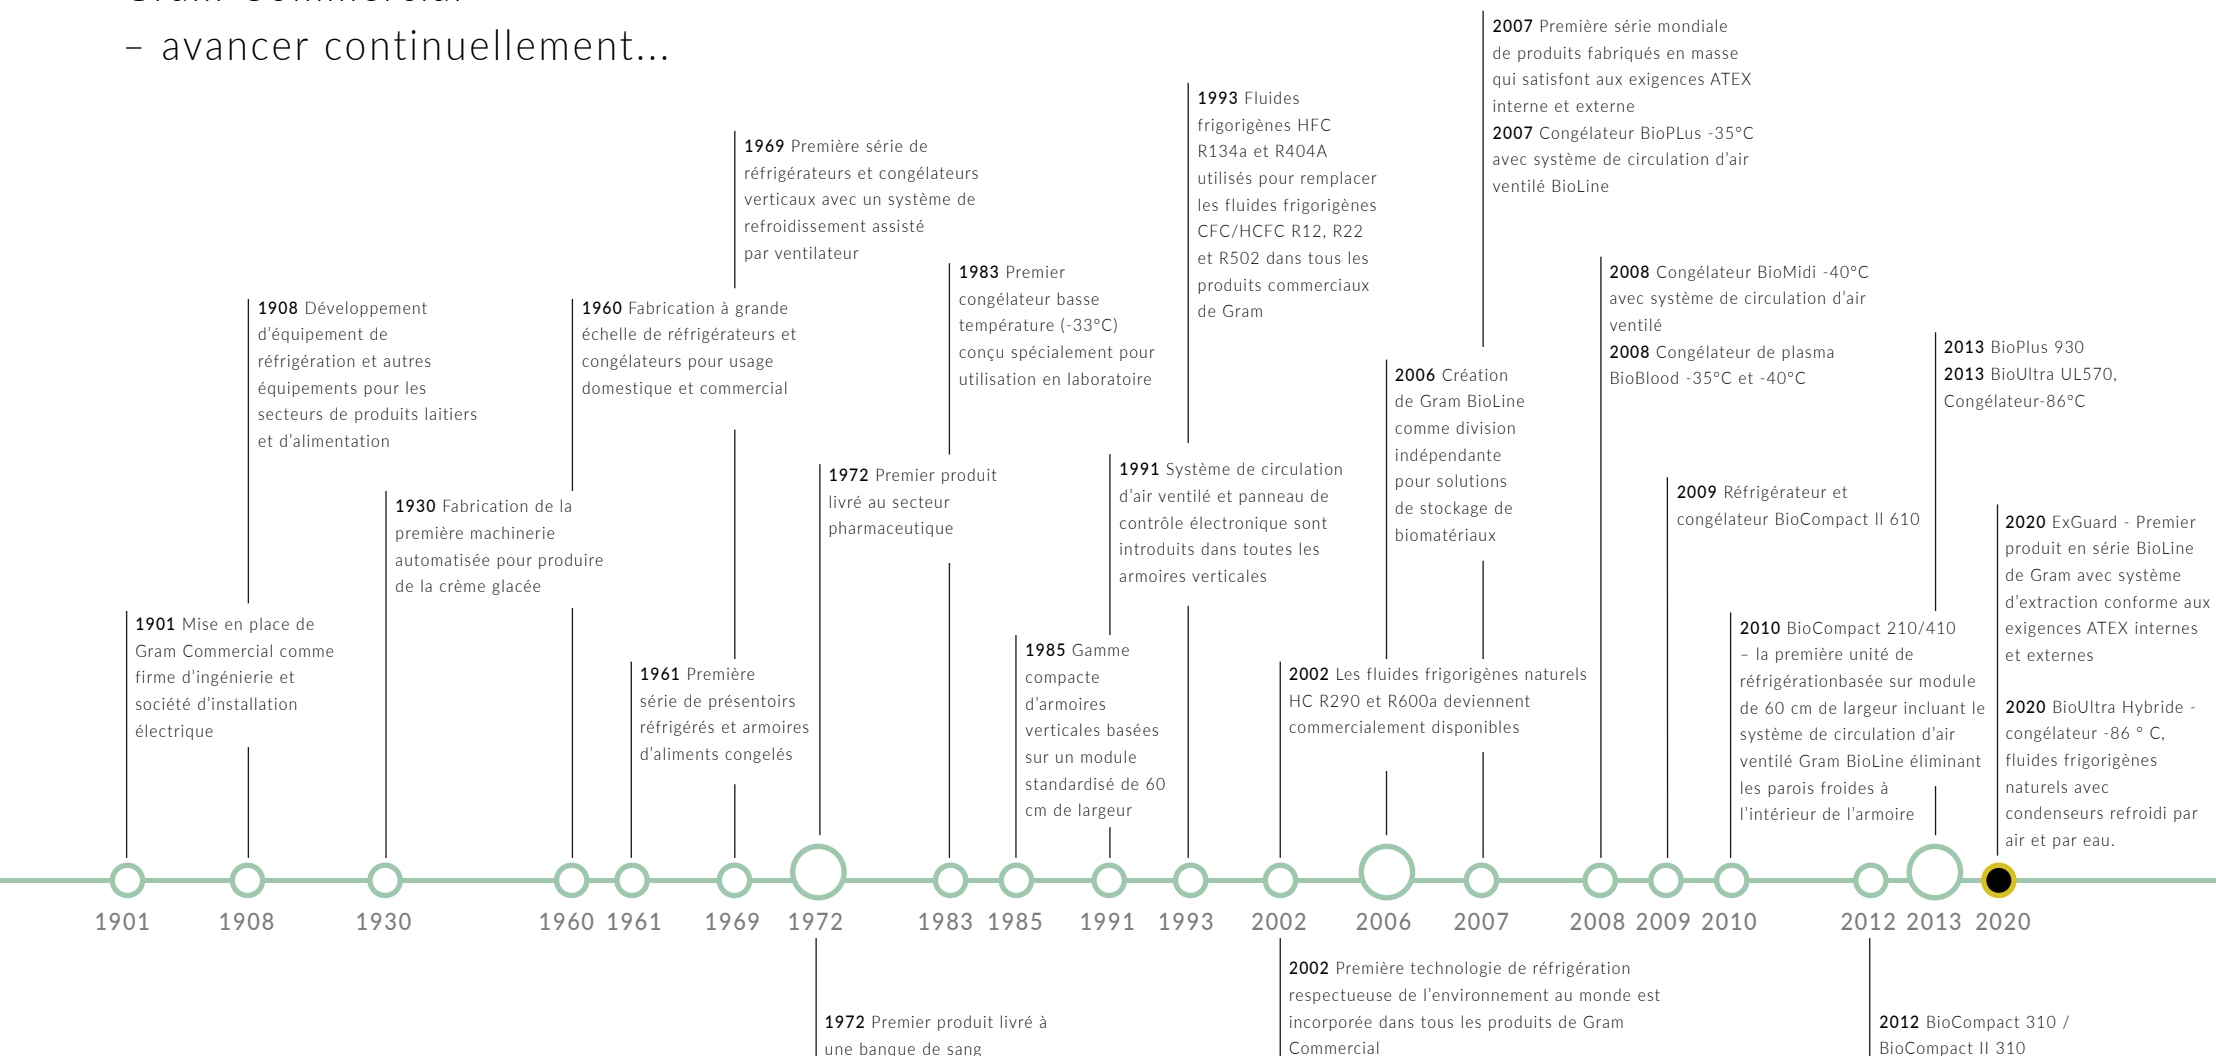 – avancer continuellement...
2007 Première série mondiale
de produits fabriqués en masse
qui satisfont aux exigences ATEX
interne et externe
2007 Congélateur BioPLus -35°C
avec système de circulation d’air
ventilé BioLine
1993 Fluides
frigorigènes HFC
R134a et R404A
utilisés pour remplacer
les fluides frigorigènes
CFC/HCFC R12, R22
et R502 dans tous les
produits commerciaux
de Gram
1969 Première série de
réfrigérateurs et congélateurs
verticaux avec un système de
refroidissement assisté
par ventilateur
1983 Premier
congélateur basse
température (-33°C)
conçu spécialement pour
utilisation en laboratoire
2008 Congélateur BioMidi -40°C
avec système de circulation d’air
ventilé
2008 Congélateur de plasma
BioBlood -35°C et -40°C
1908 Développement
d’équipement de
réfrigération et autres
équipements pour les
secteurs de produits laitiers
et d’alimentation
1960 Fabrication à grande
échelle de réfrigérateurs et
congélateurs pour usage
domestique et commercial
2013 BioPlus 930
2013 BioUltra UL570,
Congélateur-86°C
2006 Création
de Gram BioLine
comme division
indépendante
pour solutions
de stockage de
biomatériaux
1972 Premier produit
livré au secteur
pharmaceutique
1991 Système de circulation
d’air ventilé et panneau de
contrôle électronique sont
introduits dans toutes les
armoires verticales
2009 Réfrigérateur et
congélateur BioCompact ll 610
1930 Fabrication de la
première machinerie
automatisée pour produire
de la crème glacée
2020 ExGuard - Premier
produit en série BioLine
de Gram avec système
d’extraction conforme aux
exigences ATEX internes
et externes
2020 BioUltra Hybride -
congélateur -86 ° C,
fluides frigorigènes
naturels avec
condenseurs refroidi par
air et par eau.
1901 Mise en place de
Gram Commercial comme
firme d’ingénierie et
société d’installation
électrique
1961 Première
série de présentoirs
réfrigérés et armoires
d’aliments congelés
1985 Gamme
compacte
d’armoires
verticales basées
sur un module
standardisé de 60
cm de largeur
2002 Les fluides frigorigènes naturels
HC R290 et R600a deviennent
commercialement disponibles
2010 BioCompact 210/410
– la première unité de
réfrigérationbasée sur module
de 60 cm de largeur incluant le
système de circulation d’air
ventilé Gram BioLine éliminant
les parois froides à
l’intérieur de l’armoire
1901 1908 1930 1960 1961 1969 1972 1983 1985 1991 1993 2002 2006 2007 2008 2009 2010 2012 2013 2020
1972 Premier produit livré à
une banque de sang
2002 Première technologie de réfrigération
respectueuse de l’environnement au monde est
incorporée dans tous les produits de Gram
Commercial
2012 BioCompact 310 /
BioCompact II 310